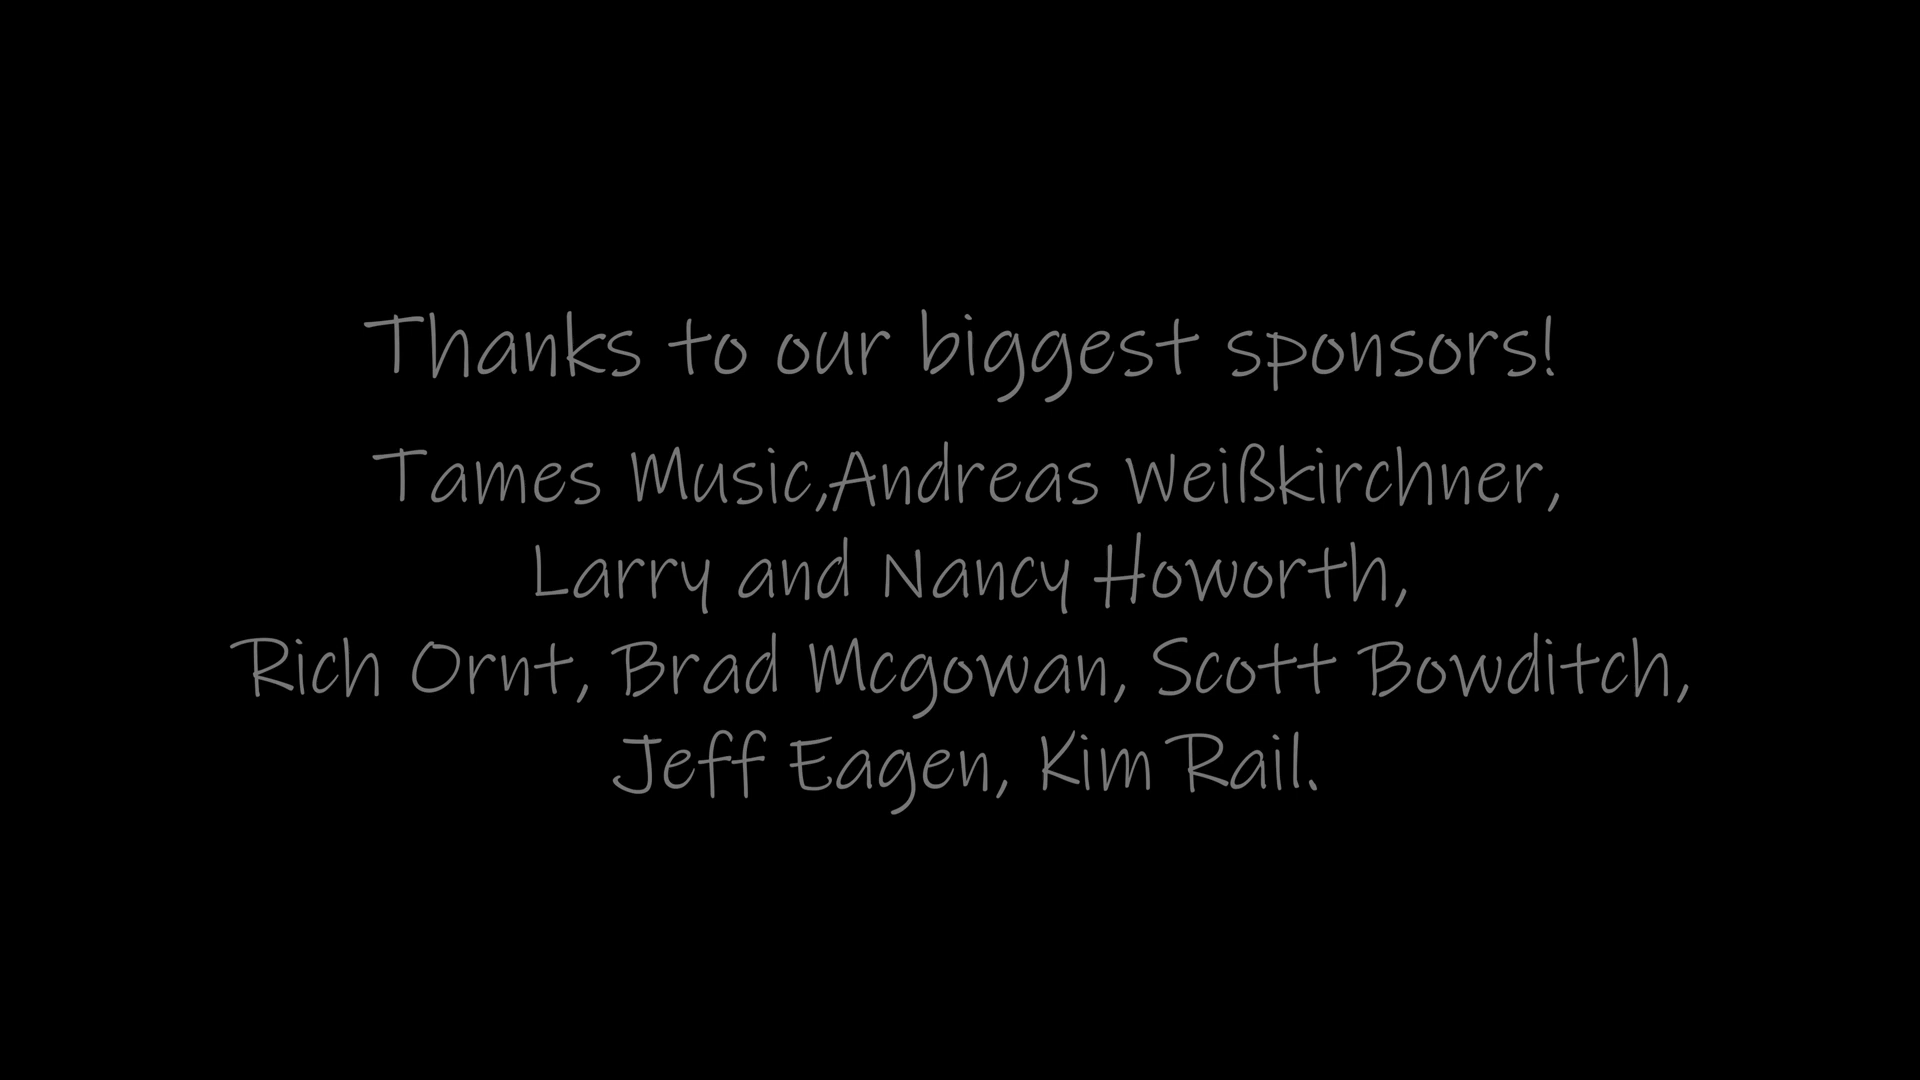 Thanks to our biggest sponsors!
Tames Music,Andreas Weißkirchner,
Larry and Nancy Howorth,
Rich Ornt, Brad Mcgowan, Scott Bowditch,
Jeff Eagen, Kim Rail.